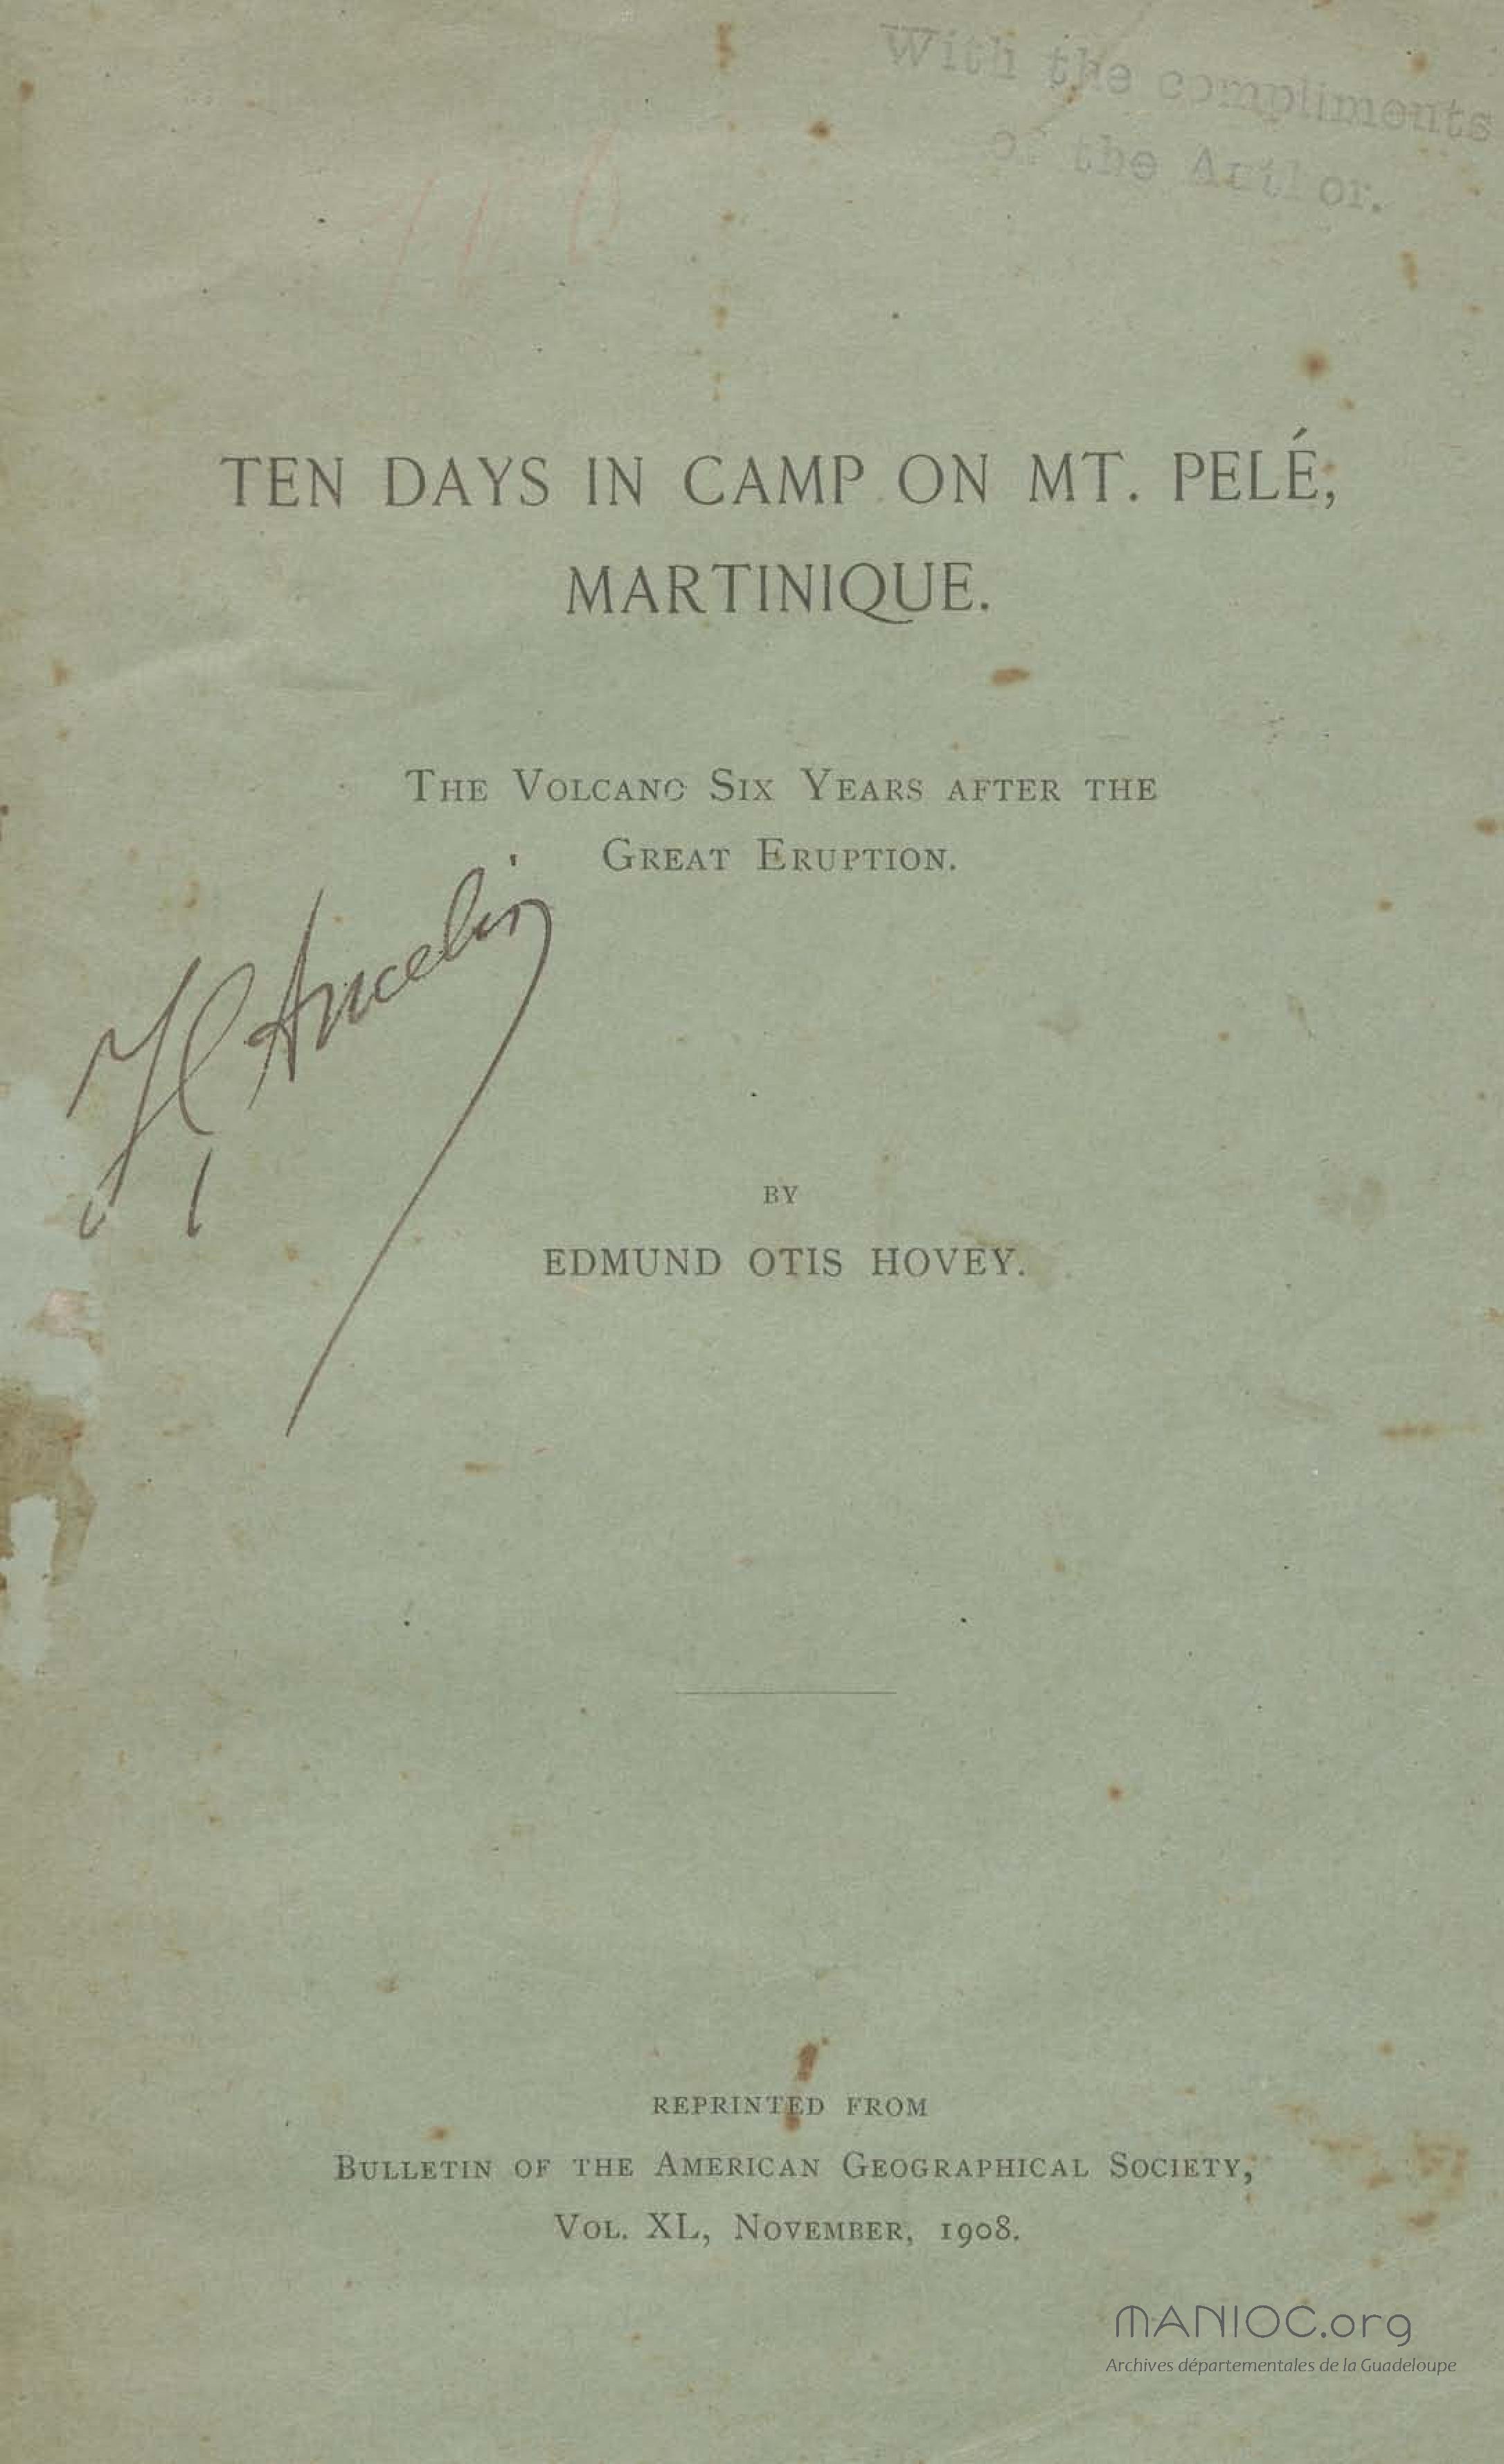 With the compliments
of the Author.
TEN DAYS IN CAMP ON MT. PELÉ,
MARTINIQUE.
THE VOLCANO SIX YEARS AFTER THE
GREAT ERUPTION.
Ancelin
BY
EDMUND OTIS HOVEY.
REPRINTED FROM
BULLETIN OF THE AMERICAN GEOGRAPHICAL SOCIETY,
VOL. XL, NOVEMBER, 1908.
MANIOC.org
Archives départementales de la Guadeloupe